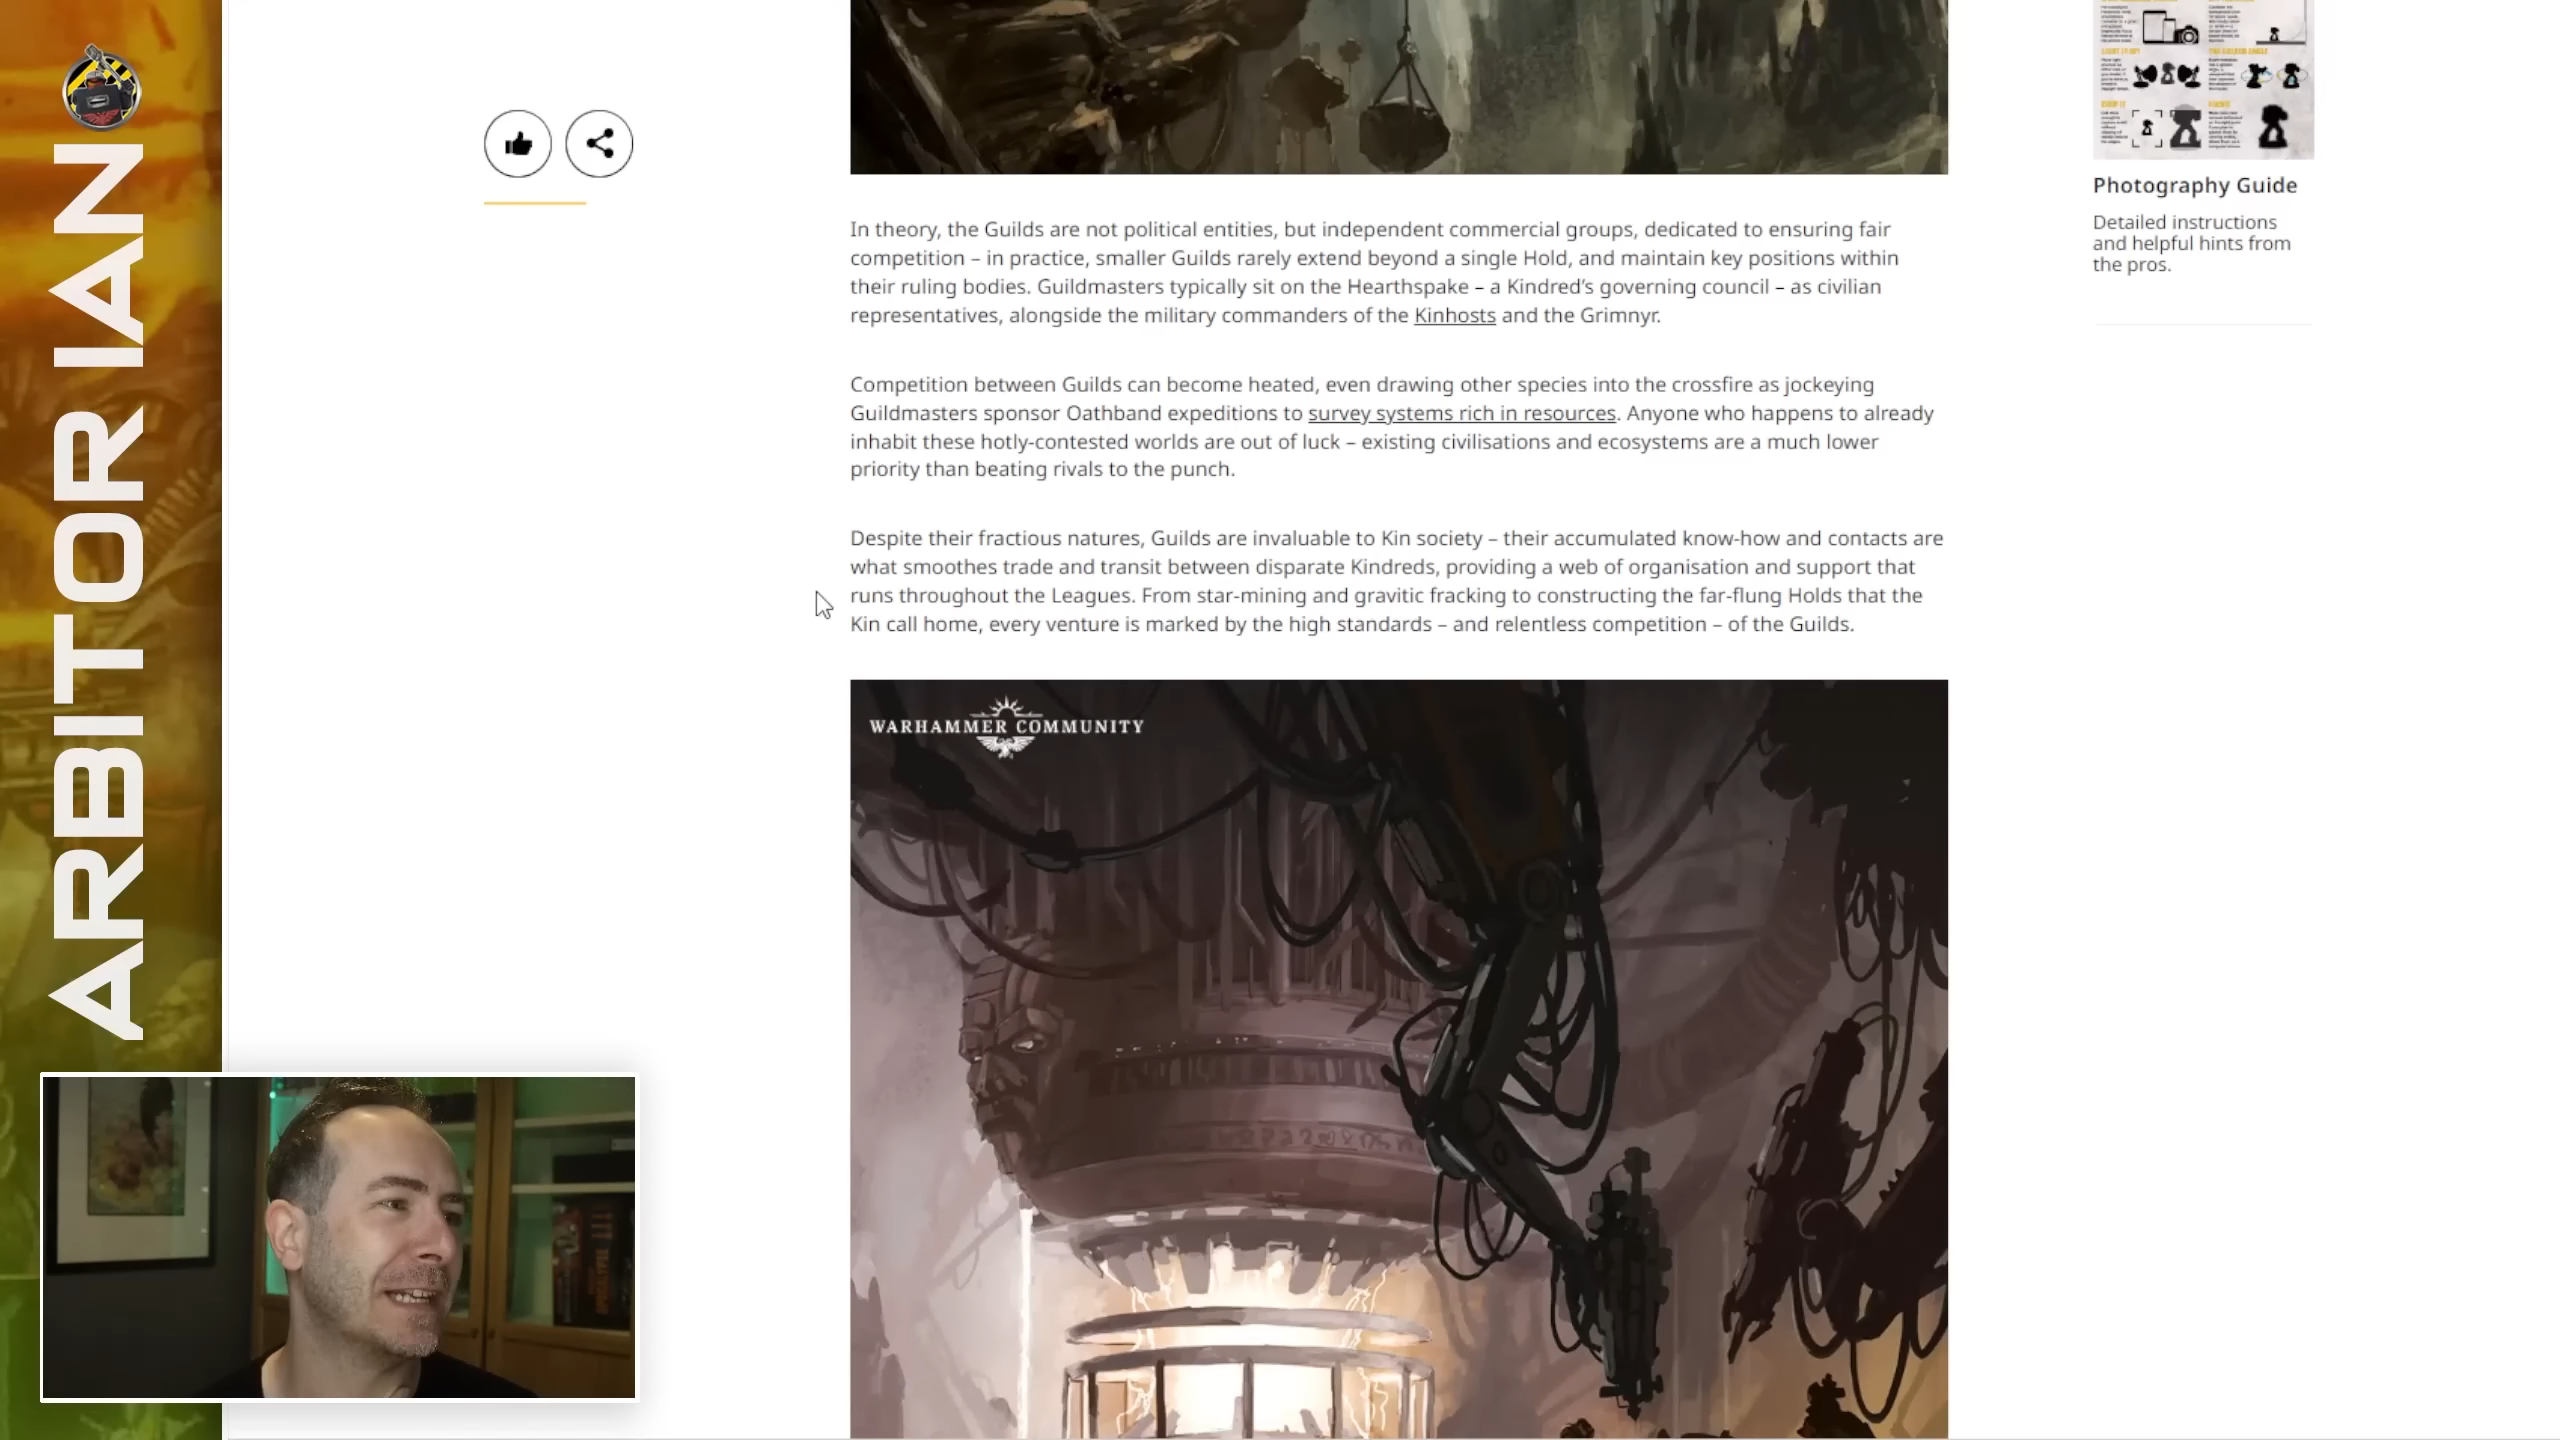 ARBITOR IAN
In theory, the Guilds are not political entities, but independent commercial groups, dedicated to ensuring fair
competition – in practice, smaller Guilds rarely extend beyond a single Hold, and maintain key positions within
their ruling bodies. Guildmasters typically sit on the Hearthspake – a Kindred’s governing council – as civilian
representatives, alongside the military commanders of the Kinhosts and the Grimnyr.
Competition between Guilds can become heated, even drawing other species into the crossfire as jockeying
Guildmasters sponsor Oathband expeditions to survey systems rich in resources. Anyone who happens to already
inhabit these hotly-contested worlds are out of luck – existing civilisations and ecosystems are a much lower
priority than beating rivals to the punch.
Despite their fractious natures, Guilds are invaluable to Kin society – their accumulated know-how and contacts are
what smoothes trade and transit between disparate Kindreds, providing a web of organisation and support that
runs throughout the Leagues. From star-mining and gravitic fracking to constructing the far-flung Holds that the
Kin call home, every venture is marked by the high standards – and relentless competition – of the Guilds.
WARHAMMER COMMUNITY
Photography Guide
Detailed instructions
and helpful hints from
the pros.